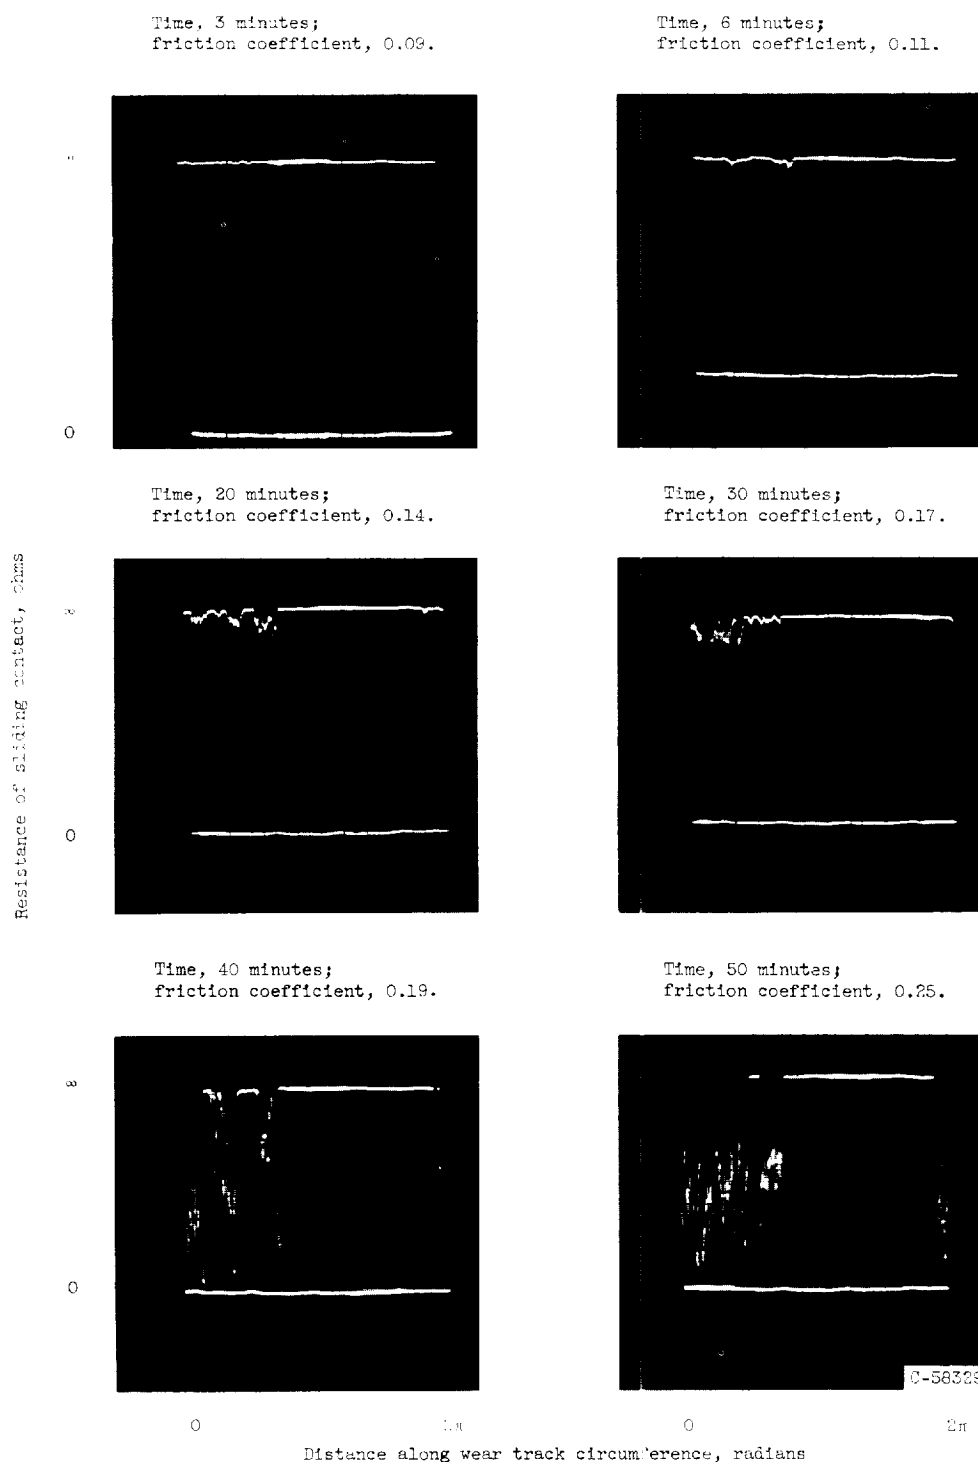 Time, 3 minutes;
friction coefficient, 0.09.
Time, 6 minutes;
friction coefficient, 0.11.
0
Time, 20 minutes;
friction coefficient, 0.14.
Time, 30 minutes;
friction coefficient, 0.17.
Resistance of sliding contact, ohms
∞
0
Time, 40 minutes;
friction coefficient, 0.19.
Time, 50 minutes;
friction coefficient, 0.25.
∞
0
C-58329
0
0
2π
Distance along wear track circumference, radians